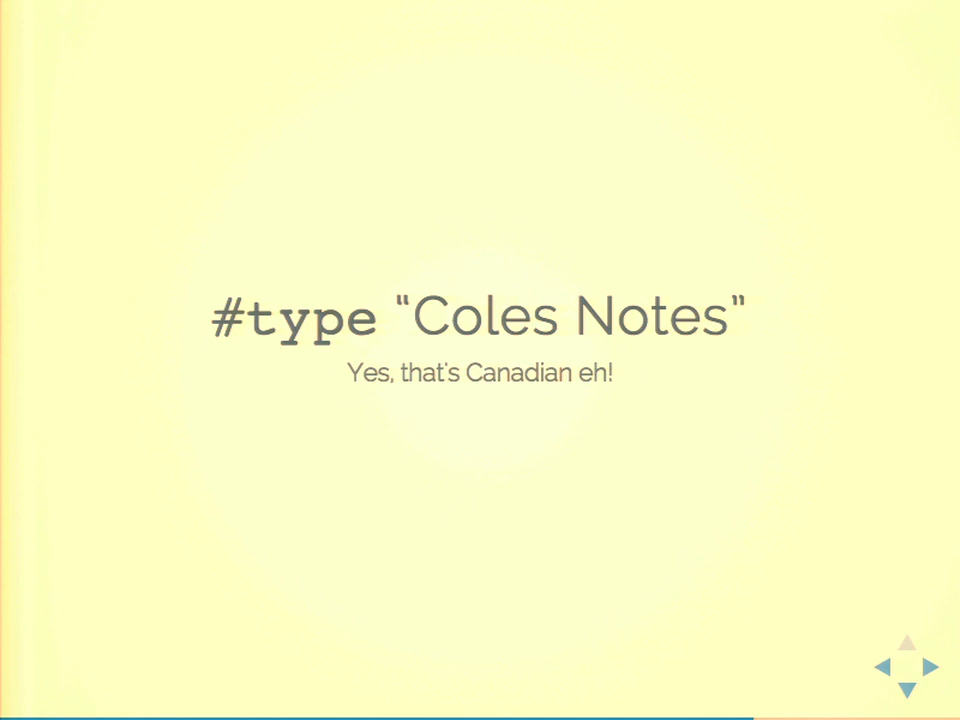 #type “Coles Notes”
Yes, that's Canadian eh!